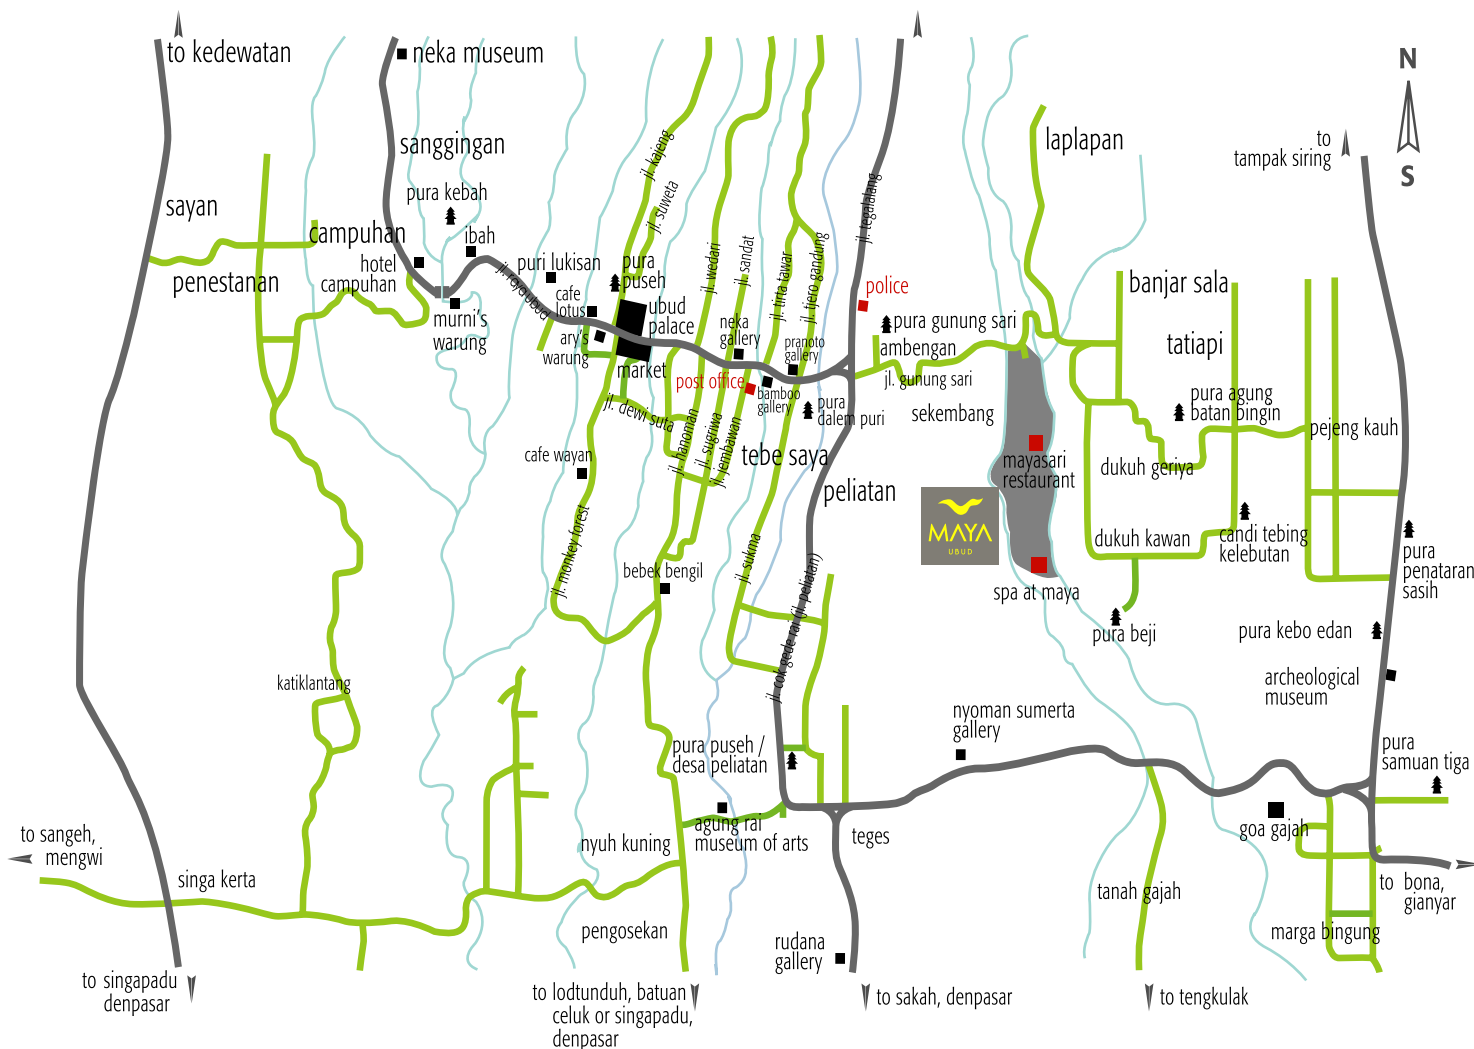 to kedewatan
neka museum
N
S
sanggingan
laplapan
to
tampak siring
jl. kajeng
pura kebah
sayan
jl. suweta
jl. tegalalang
campuhan
ibah
hotel
campuhan
puri lukisan
pura
puseh
jl. wedari
jl. sandat
jl. tirta tawar
jl. tjero gandung
penestanan
jl. raya ubud
cafe
lotus
ubud
palace
police
banjar sala
murni's
warung
ary's
warung
neka
gallery
pranoto
gallery
pura gunung sari
ambengan
tatiapi
market
post office
bamboo
gallery
jl. gunung sari
pura agung
batan bingin
jl. dewi suta
pura
dalem puri
sekembang
pejeng kauh
jl. hanoman
jl. sugriwa
jl. jembawan
cafe wayan
tebe saya
mayasari
restaurant
dukuh geriya
peliatan
MAYA
UBUD
dukuh kawan
candi tebing
kelebutan
jl. monkey forest
jl. sukma
pura
penataran
sasih
bebek bengil
jl. cok gede rai (jl. peliatan)
spa at maya
pura beji
pura kebo edan
katiklantang
archeological
museum
nyoman sumerta
gallery
pura puseh /
desa peliatan
pura
samuan tiga
to sangeh,
mengwi
nyuh kuning
agung rai
museum of arts
teges
goa gajah
singa kerta
tanah gajah
to bona,
gianyar
pengosekan
rudana
gallery
marga bingung
to singapadu
denpasar
to lodtunduh, batuan
celuk or singapadu,
denpasar
to sakah, denpasar
to tengkulak